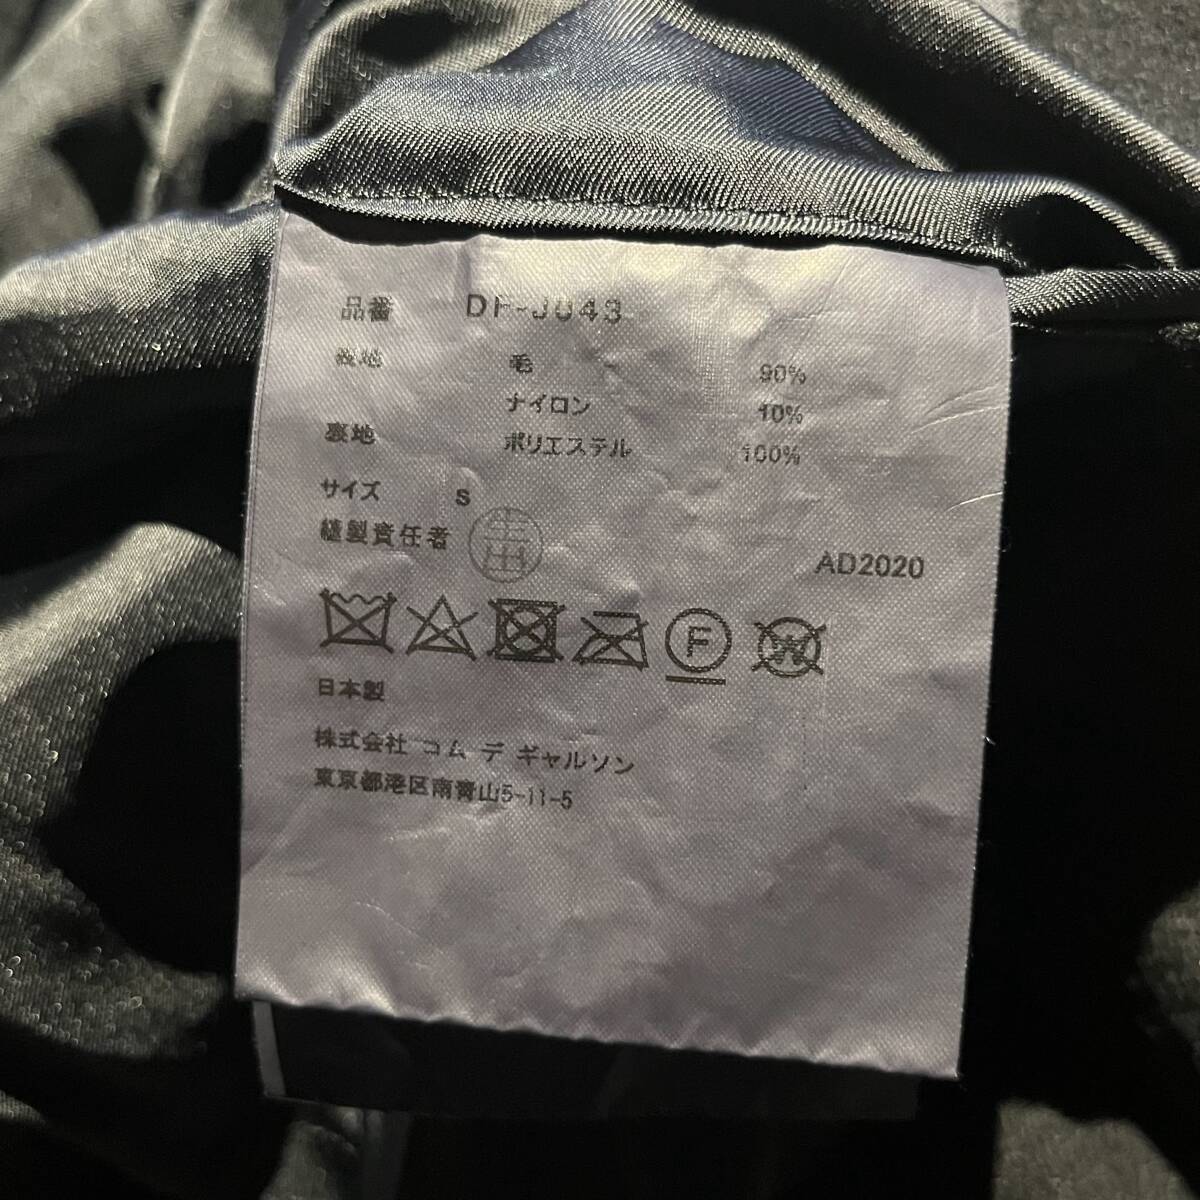 品番 DF-J043
表地 毛 90%
ナイロン 10%
裏地 ポリエステル 100%
サイズ S
縫製責任者 生田
AD2020
F W
日本製
株式会社 コム デ ギャルソン
東京都港区南青山5-11-5